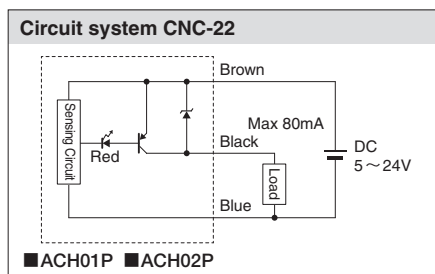 Circuit system CNC-22
Brown
Sensing Circuit
Red
Max 80mA
Black
Load
DC
5～24V
Blue
■ACH01P ■ACH02P